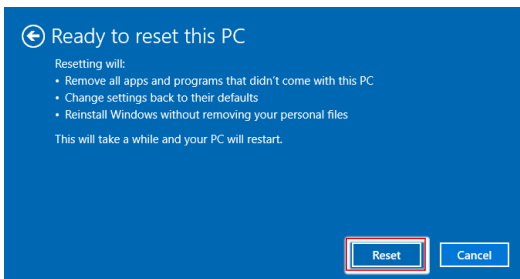 Ready to reset this PC
Resetting will:
• Remove all apps and programs that didn't come with this PC
• Change settings back to their defaults
• Reinstall Windows without removing your personal files
This will take a while and your PC will restart.
Reset Cancel